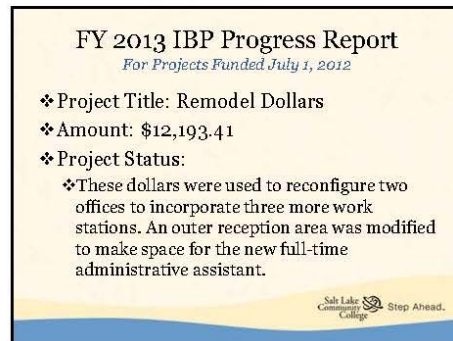 FY 2013 IBP Progress Report
For Projects Funded July 1, 2012
❖Project Title: Remodel Dollars
❖Amount: $12,193.41
❖Project Status:
❖These dollars were used to reconfigure two
offices to incorporate three more work
stations. An outer reception area was modified
to make space for the new full-time
administrative assistant.
Salt Lake
Community
College
Step Ahead.